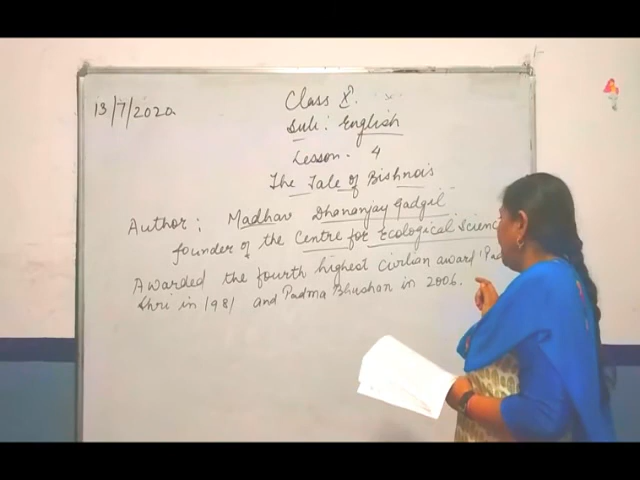 13/7/2020
Class 8.
Sub: English
Lesson. 4
The Tale of Bishnois
Author: Madhav Dhananjay Gadgil
founder of the Centre for Ecological Scienc
Awarded the fourth highest civilian award 'Pad
Shri in 1981 and Padma Bhushan in 2006.